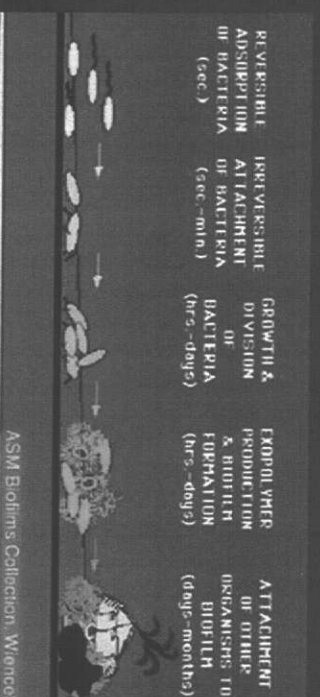 REVERSIBLE
ADSORPTION
OF BACTERIA
(sec.)
IRREVERSIBLE
ATTACHMENT
OF BACTERIA
(sec.-min.)
GROWTH &
DIVISION
OF
BACTERIA
(hrs.-days)
EXOPOLYMER
PRODUCTION
& BIOFILM
FORMATION
(hrs.-days)
ATTACHMENT
OF OTHER
ORGANISMS TO
BIOFILM
(days-months)
ASM Biofilms Collection, Wience